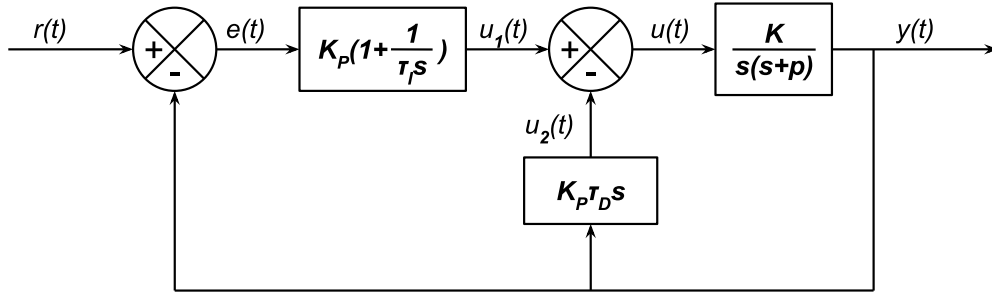 r(t)
+
-
e(t)
K_P(1+ 1/τ_I s )
u_1(t)
+
-
u(t)
K
s(s+p)
y(t)
u_2(t)
K_P τ_D s